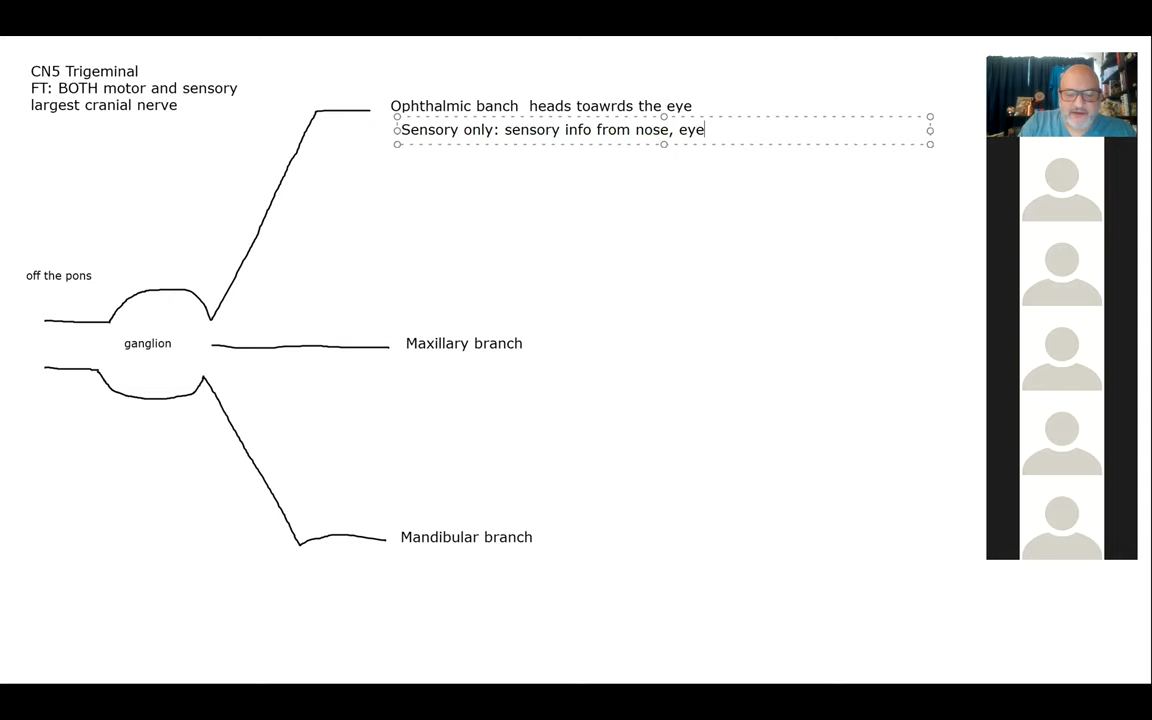 CN5 Trigeminal
FT: BOTH motor and sensory
largest cranial nerve
Ophthalmic banch  heads toawrds the eye
Sensory only: sensory info from nose, eye
off the pons
ganglion
Maxillary branch
Mandibular branch